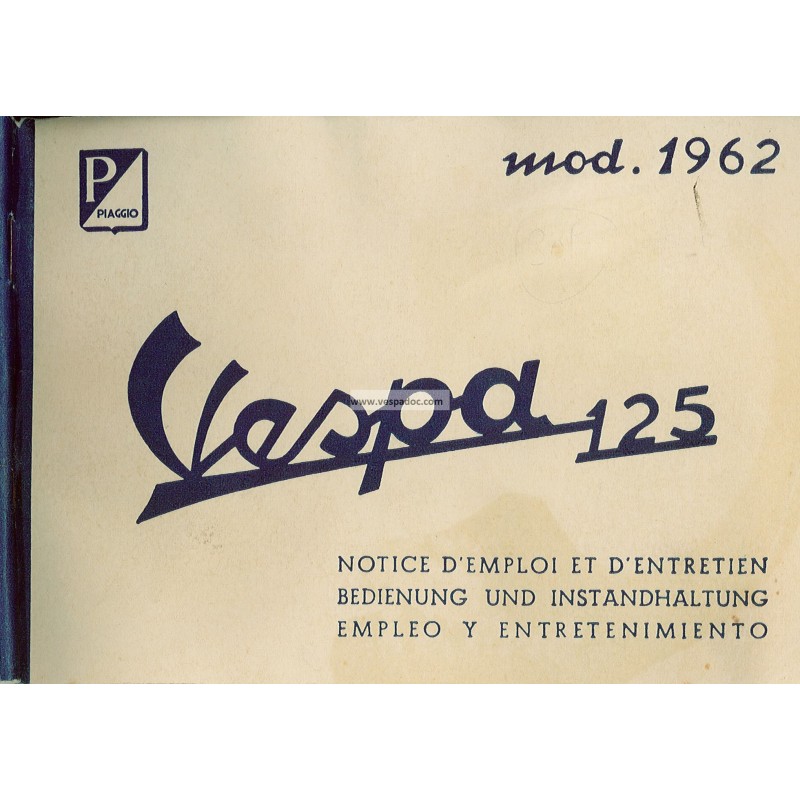 P
PIAGGIO
mod. 1962
Vespa 125
www.vespadoc.com
NOTICE D'EMPLOI ET D'ENTRETIEN
BEDIENUNG UND INSTANDHALTUNG
EMPLEO Y ENTRETENIMIENTO